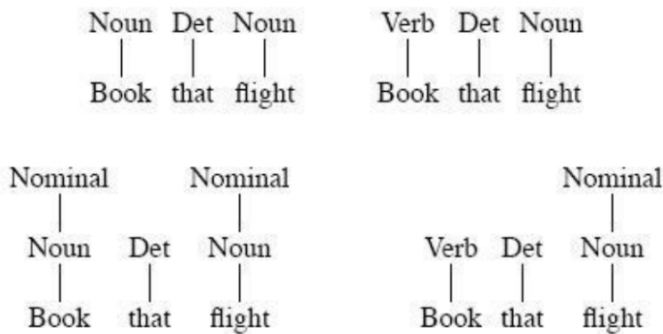 Noun Det Noun Verb Det Noun
Book that flight Book that flight
Nominal Nominal Nominal
Noun Det Noun Verb Det Noun
Book that flight Book that flight